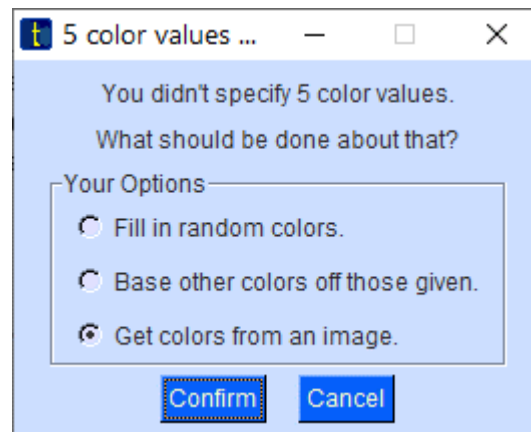 t 5 color values ...
You didn't specify 5 color values.
What should be done about that?
Your Options
Fill in random colors.
Base other colors off those given.
Get colors from an image.
Confirm Cancel